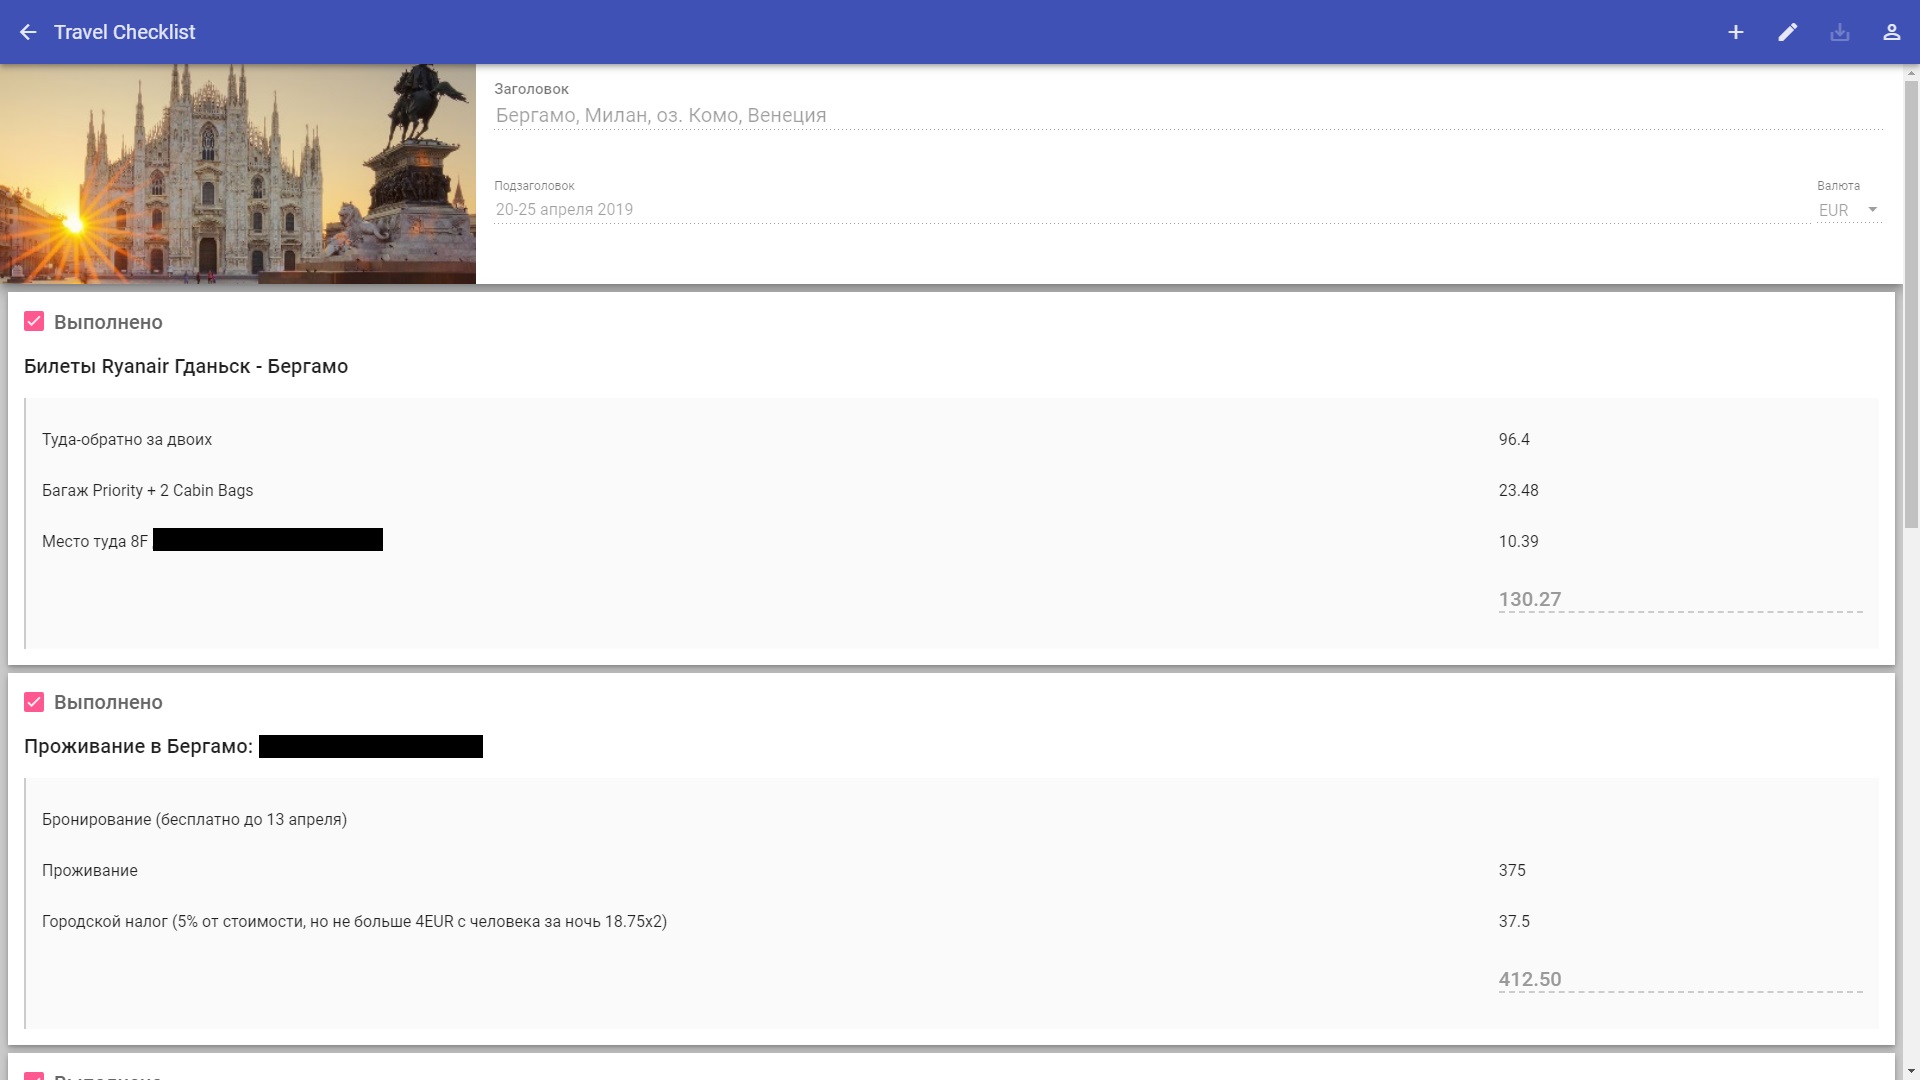 Travel Checklist
Заголовок
Бергамо, Милан, оз. Комо, Венеция
Подзаголовок
Валюта
20-25 апреля 2019
EUR
Выполнено
Билеты Ryanair Гданьск - Бергамо
Туда-обратно за двоих
96.4
Багаж Priority + 2 Cabin Bags
23.48
Место туда 8F
10.39
130.27
Выполнено
Проживание в Бергамо:
Бронирование (бесплатно до 13 апреля)
Проживание
375
Городской налог (5% от стоимости, но не больше 4EUR с человека за ночь 18.75x2)
37.5
412.50